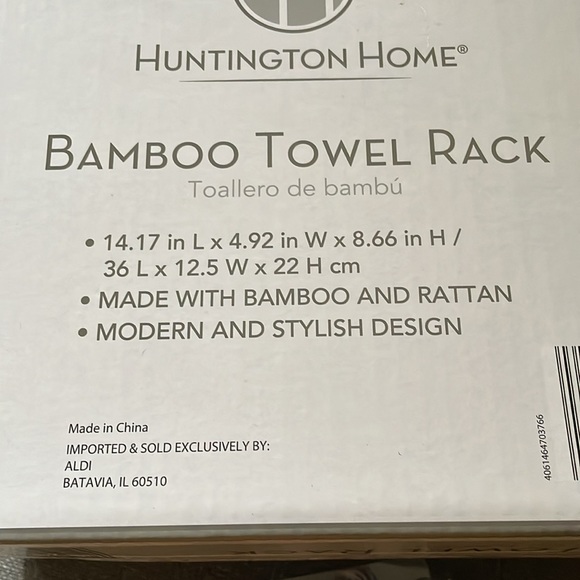 HUNTINGTON HOME®
BAMBOO TOWEL RACK
Toallero de bambú
• 14.17 in L x 4.92 in W x 8.66 in H /
36 L x 12.5 W x 22 H cm
• MADE WITH BAMBOO AND RATTAN
• MODERN AND STYLISH DESIGN
Made in China
IMPORTED & SOLD EXCLUSIVELY BY:
ALDI
BATAVIA, IL 60510
4061464703766